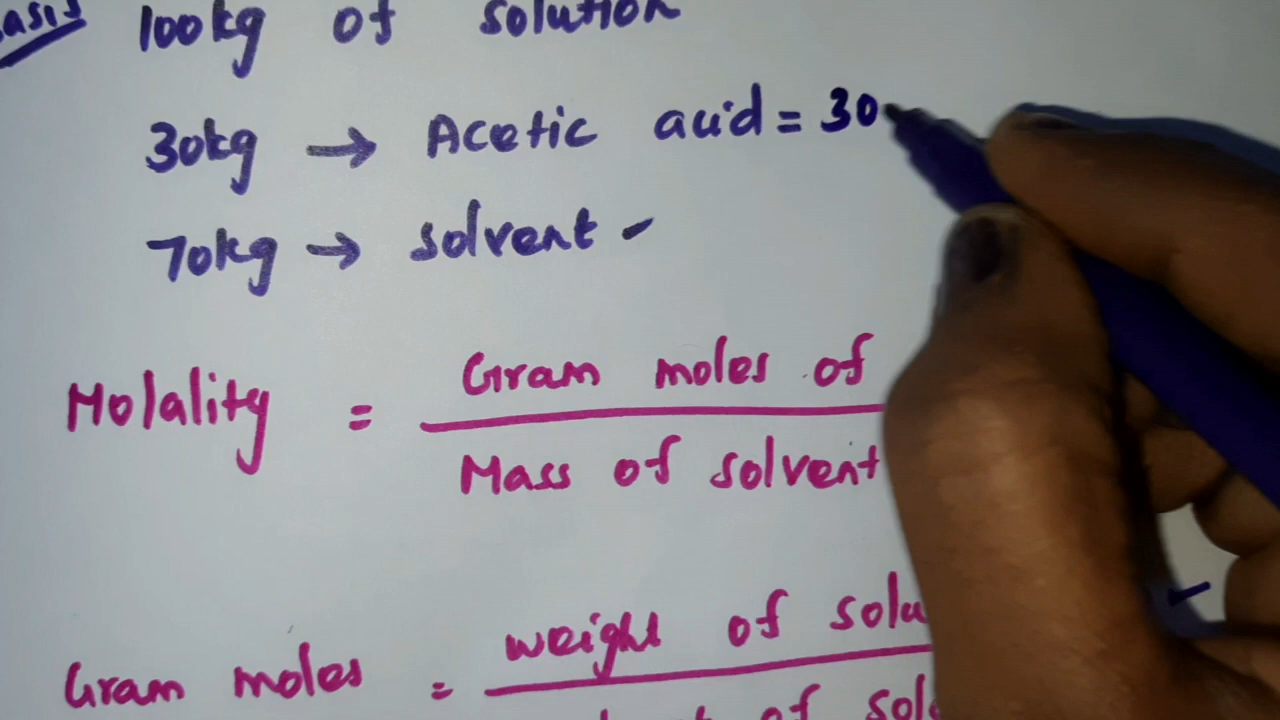 100kg of solution
30kg → Acetic acid = 30
70kg → solvent -
Molality = Gram moles of
Mass of solvent
Gram moles = weight of
of